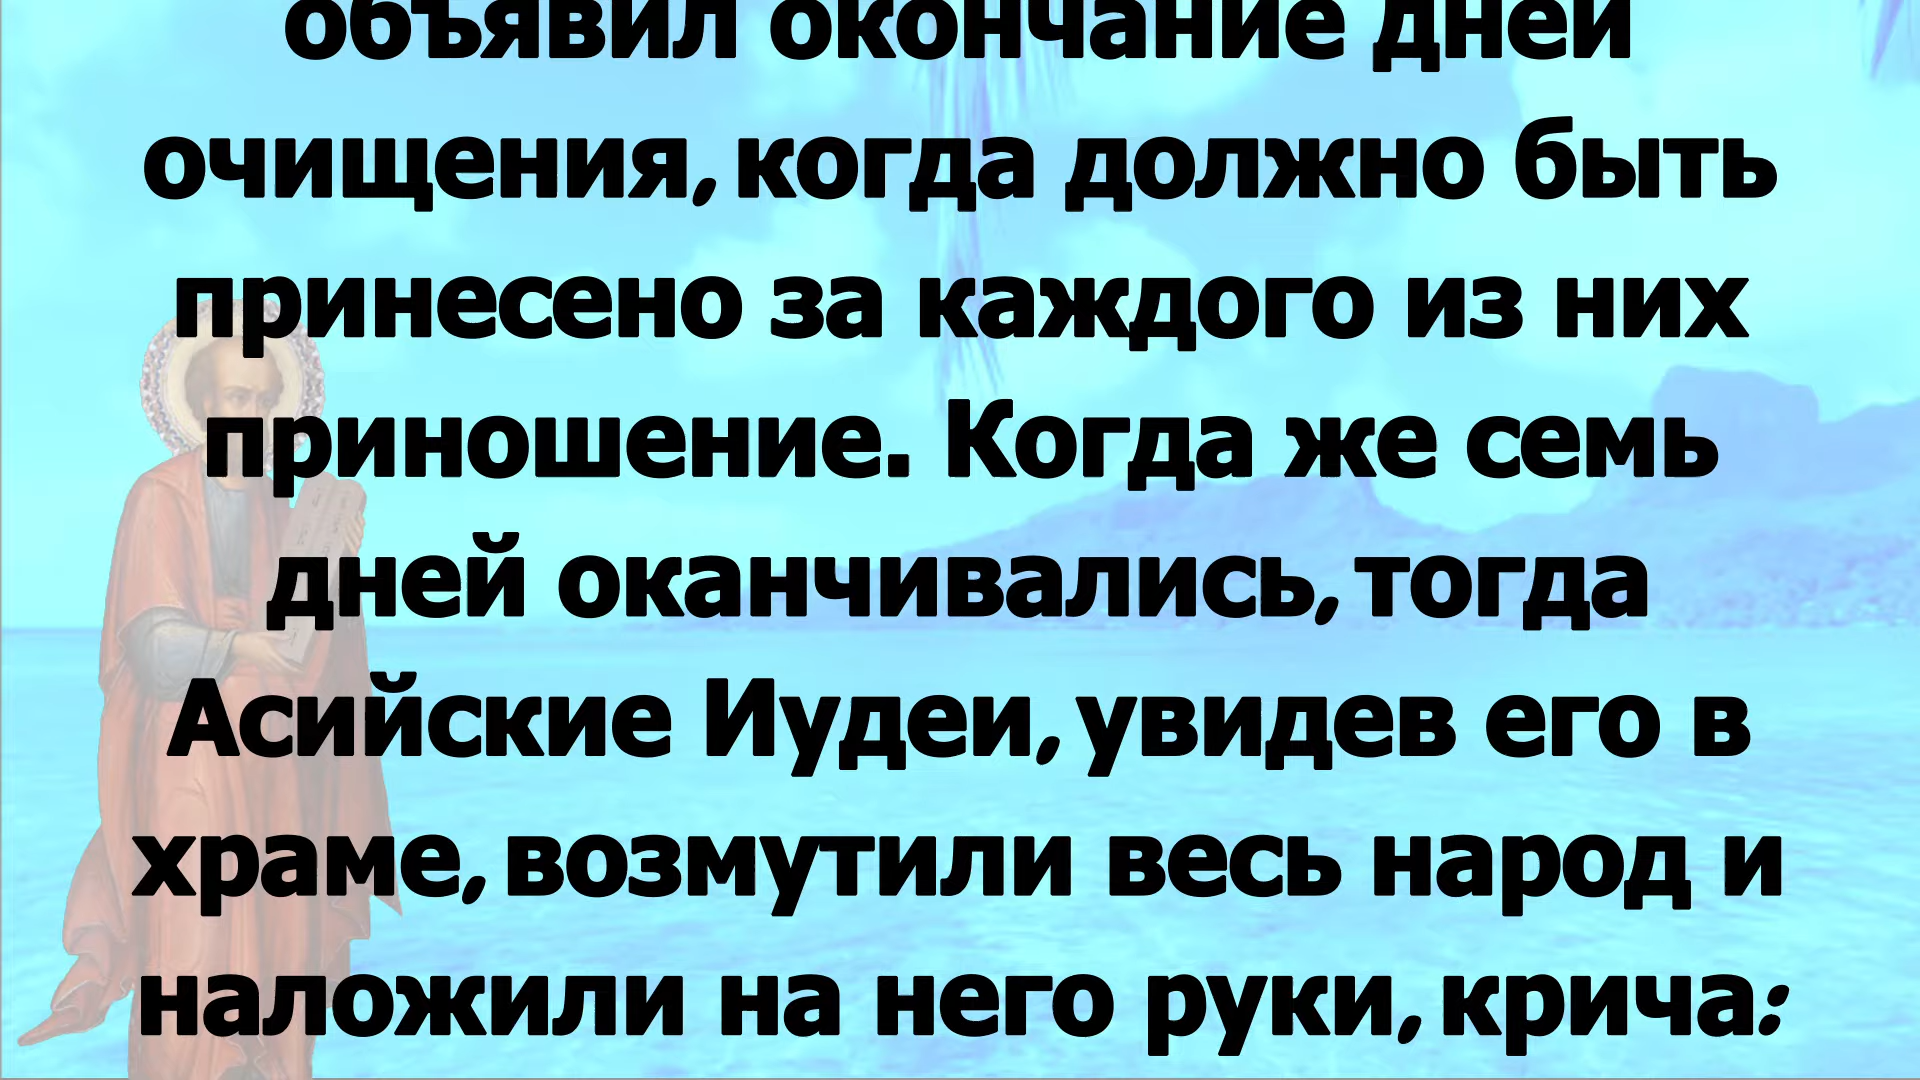 объявил окончание дней
очищения, когда должно быть
принесено за каждого из них
приношение. Когда же семь
дней оканчивались, тогда
Асийские Иудеи, увидев его в
храме, возмутили весь народ и
наложили на него руки, крича: